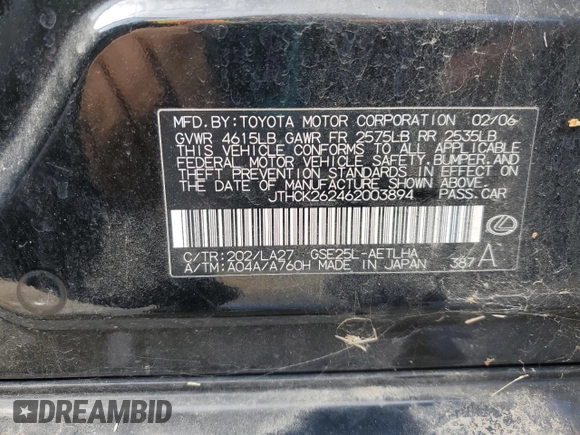 MFD.BY:TOYOTA MOTOR CORPORATION 02/06
GVWR 4615LB GAWR FR 2575LB RR 2535LB
THIS VEHICLE CONFORMS TO ALL APPLICABLE
FEDERAL MOTOR VEHICLE SAFETY,BUMPER,AND
THEFT PREVENTION STANDARDS IN EFFECT ON
THE DATE OF MANUFACTURE SHOWN ABOVE.
JTHCK262462003894 PASS.CAR
C/TR:202/LA27 GSE25L-AETLHA
A/TM:A04A/A760H MADE IN JAPAN 387 A
DREAMBID